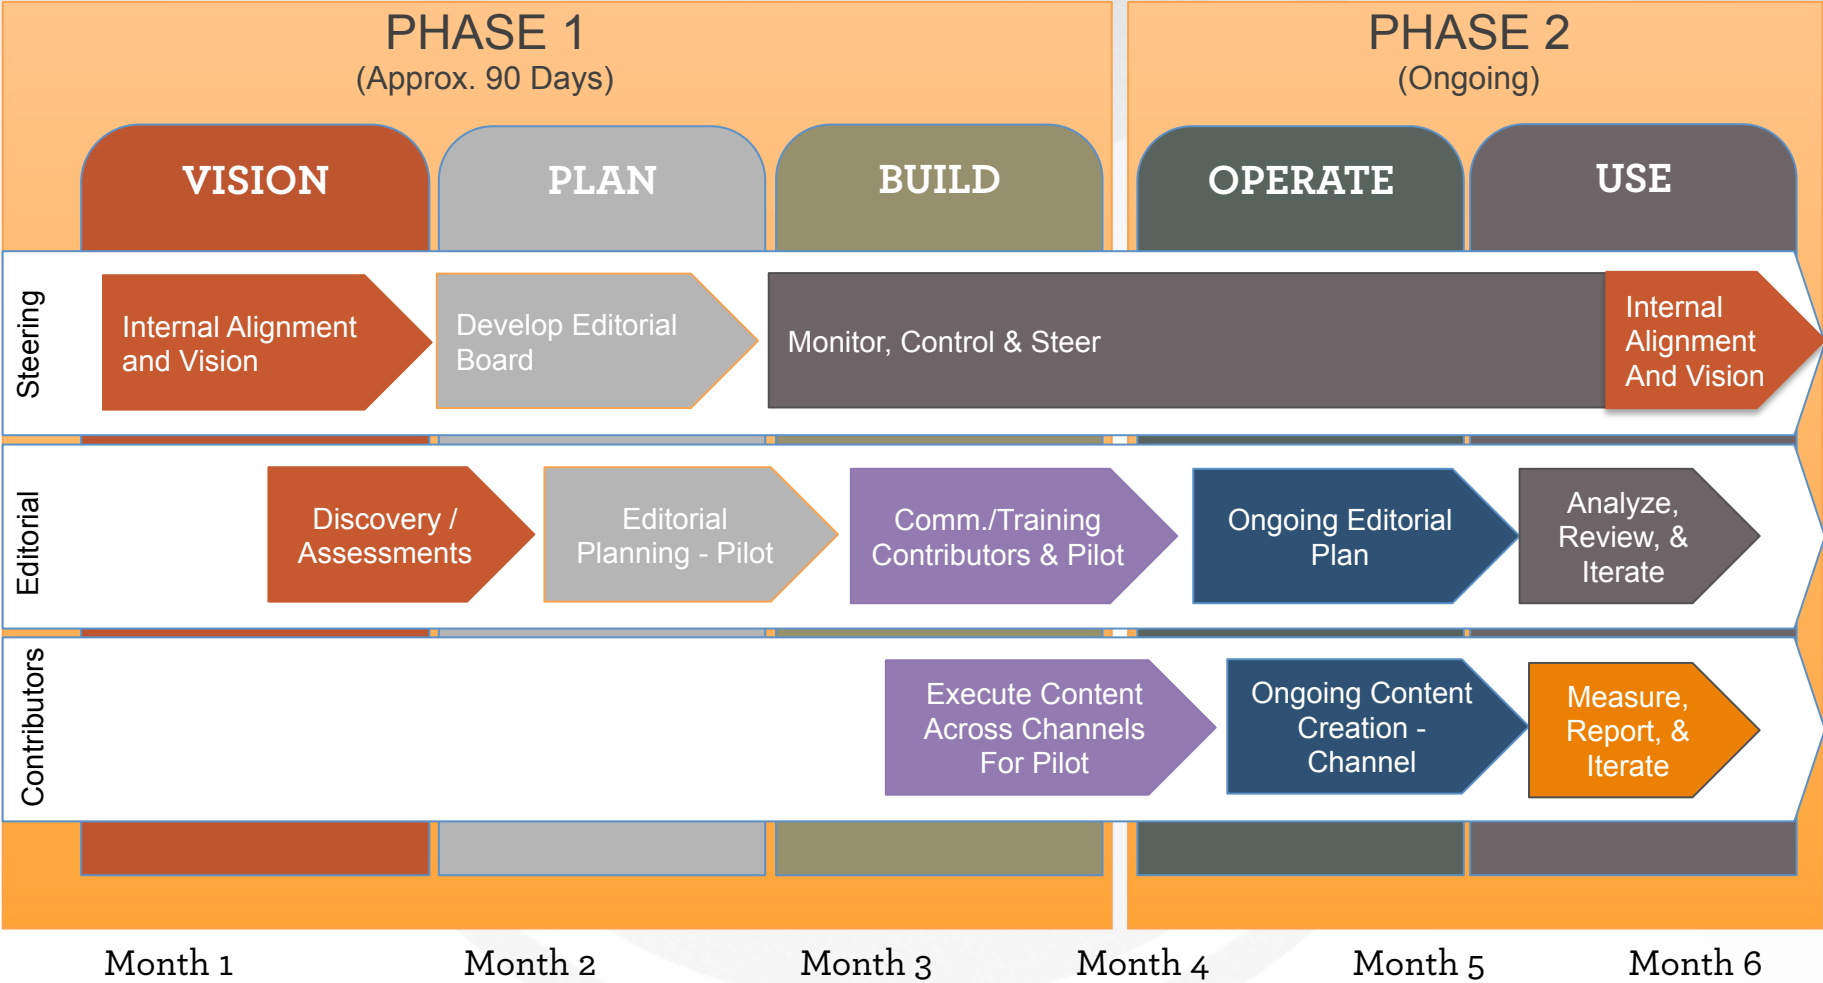 PHASE 1
(Approx. 90 Days)
PHASE 2
(Ongoing)
VISION
PLAN
BUILD
OPERATE
USE
Steering
Internal Alignment
and Vision
Develop Editorial
Board
Monitor, Control & Steer
Internal
Alignment
And Vision
Editorial
Discovery /
Assessments
Editorial
Planning - Pilot
Comm./Training
Contributors & Pilot
Ongoing Editorial
Plan
Analyze,
Review, &
Iterate
Contributors
Execute Content
Across Channels
For Pilot
Ongoing Content
Creation -
Channel
Measure,
Report, &
Iterate
Month 1
Month 2
Month 3
Month 4
Month 5
Month 6